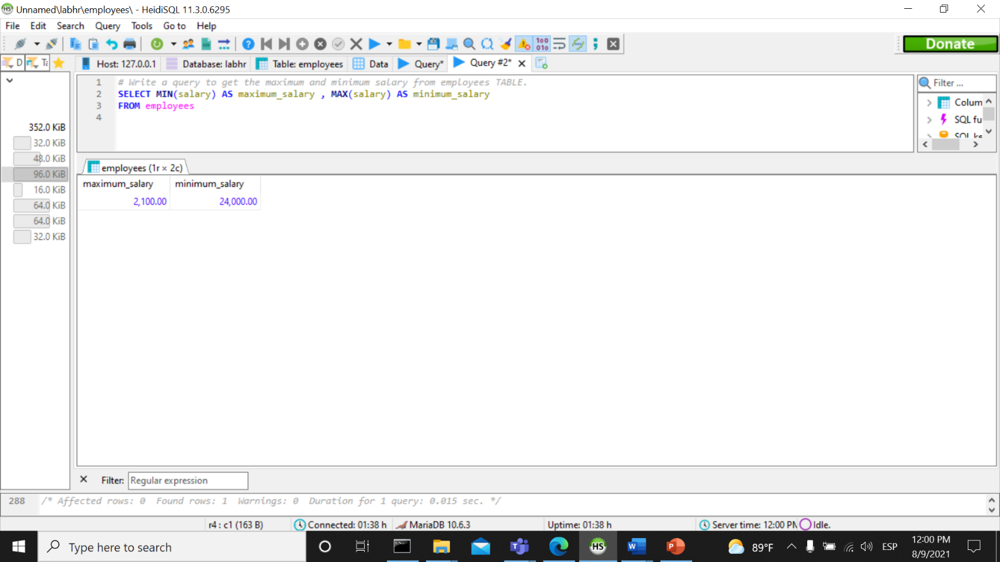 Unnamed\labhr\employees\ - HeidiSQL 11.3.0.6295
File Edit Search Query Tools Go to Help
Donate
D Ta Host: 127.0.0.1 Database: labhr Table: employees Data Query* Query #2*
1 # Write a query to get the maximum and minimum salary from employees TABLE.
2 SELECT MIN(salary) AS maximum_salary , MAX(salary) AS minimum_salary
3 FROM employees
4
Filter ...
Colum
SQL fu
SQL ke
352.0 KiB
32.0 KiB
48.0 KiB
96.0 KiB
16.0 KiB
64.0 KiB
64.0 KiB
32.0 KiB
employees (1r × 2c)
maximum_salary minimum_salary
2,100.00 24,000.00
Filter: Regular expression
288 /* Affected rows: 0 Found rows: 1 Warnings: 0 Duration for 1 query: 0.015 sec. */
r4 : c1 (163 B) Connected: 01:38 h MariaDB 10.6.3 Uptime: 01:38 h Server time: 12:00 PM Idle.
Type here to search
HS
89°F
ESP
12:00 PM
8/9/2021